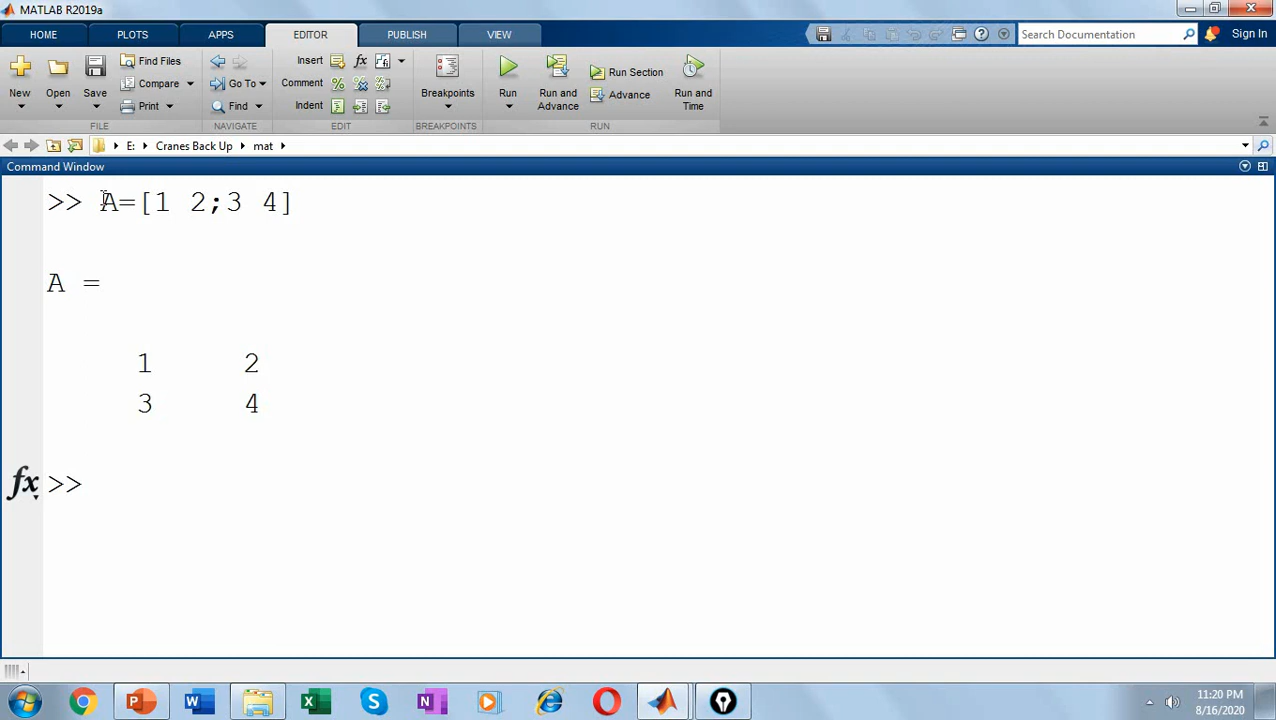 MATLAB R2019a
HOME PLOTS APPS EDITOR PUBLISH VIEW Search Documentation Sign In
New Open Save Find Files Compare Print Go To Find Insert fx Comment Indent Breakpoints Run Run and Advance Run Section Advance Run and Time
FILE NAVIGATE EDIT BREAKPOINTS RUN
E: Cranes Back Up mat
Command Window
>> A=[1 2;3 4]
A =
1 2
3 4
fx >>
11:20 PM
8/16/2020